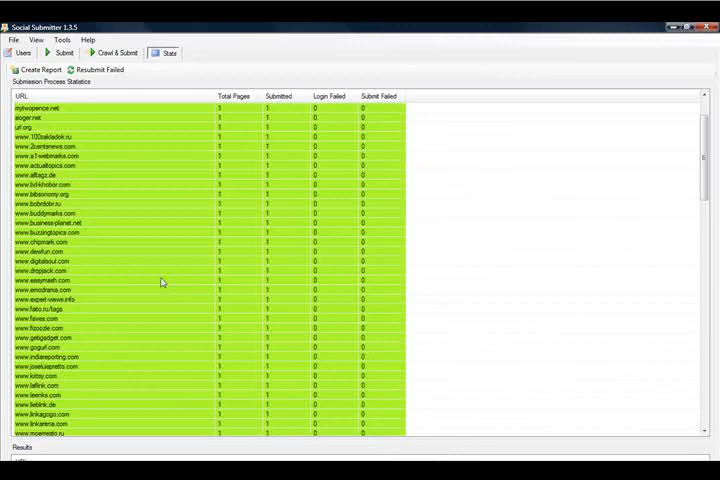 Social Submitter 1.3.5
File View Tools Help
Users Submit Crawl & Submit Stats
Create Report Resubmit Failed
Submission Process Statistics
URL Total Pages Submitted Login Failed Submit Failed
mytwopence.net 1 1 0 0
sloger.net 1 1 0 0
url.org 1 1 0 0
www.100zakladok.ru 1 1 0 0
www.2centsnews.com 1 1 0 0
www.a1-webmarks.com 1 1 0 0
www.actualtopics.com 1 1 0 0
www.alltagz.de 1 1 0 0
www.bd-khobor.com 1 1 0 0
www.bibsonomy.org 1 1 0 0
www.bobrdobr.ru 1 1 0 0
www.buddymarks.com 1 1 0 0
www.business-planet.net 1 1 0 0
www.buzzingtopics.com 1 1 0 0
www.chipmark.com 1 1 0 0
www.dewfun.com 1 1 0 0
www.digitalsoul.com 1 1 0 0
www.dropjack.com 1 1 0 0
www.easymash.com 1 1 0 0
www.emodrama.com 1 1 0 0
www.expert-views.info 1 1 0 0
www.faito.ru/tags 1 1 0 0
www.faves.com 1 1 0 0
www.fizoozle.com 1 1 0 0
www.getigadget.com 1 1 0 0
www.gogurl.com 1 1 0 0
www.indiareporting.com 1 1 0 0
www.joseluispretto.com 1 1 0 0
www.kiitsy.com 1 1 0 0
www.laflink.com 1 1 0 0
www.leenks.com 1 1 0 0
www.lieblnk.de 1 1 0 0
www.linkagogo.com 1 1 0 0
www.linkarena.com 1 1 0 0
www.moemesto.ru 1 1 0 0
Results